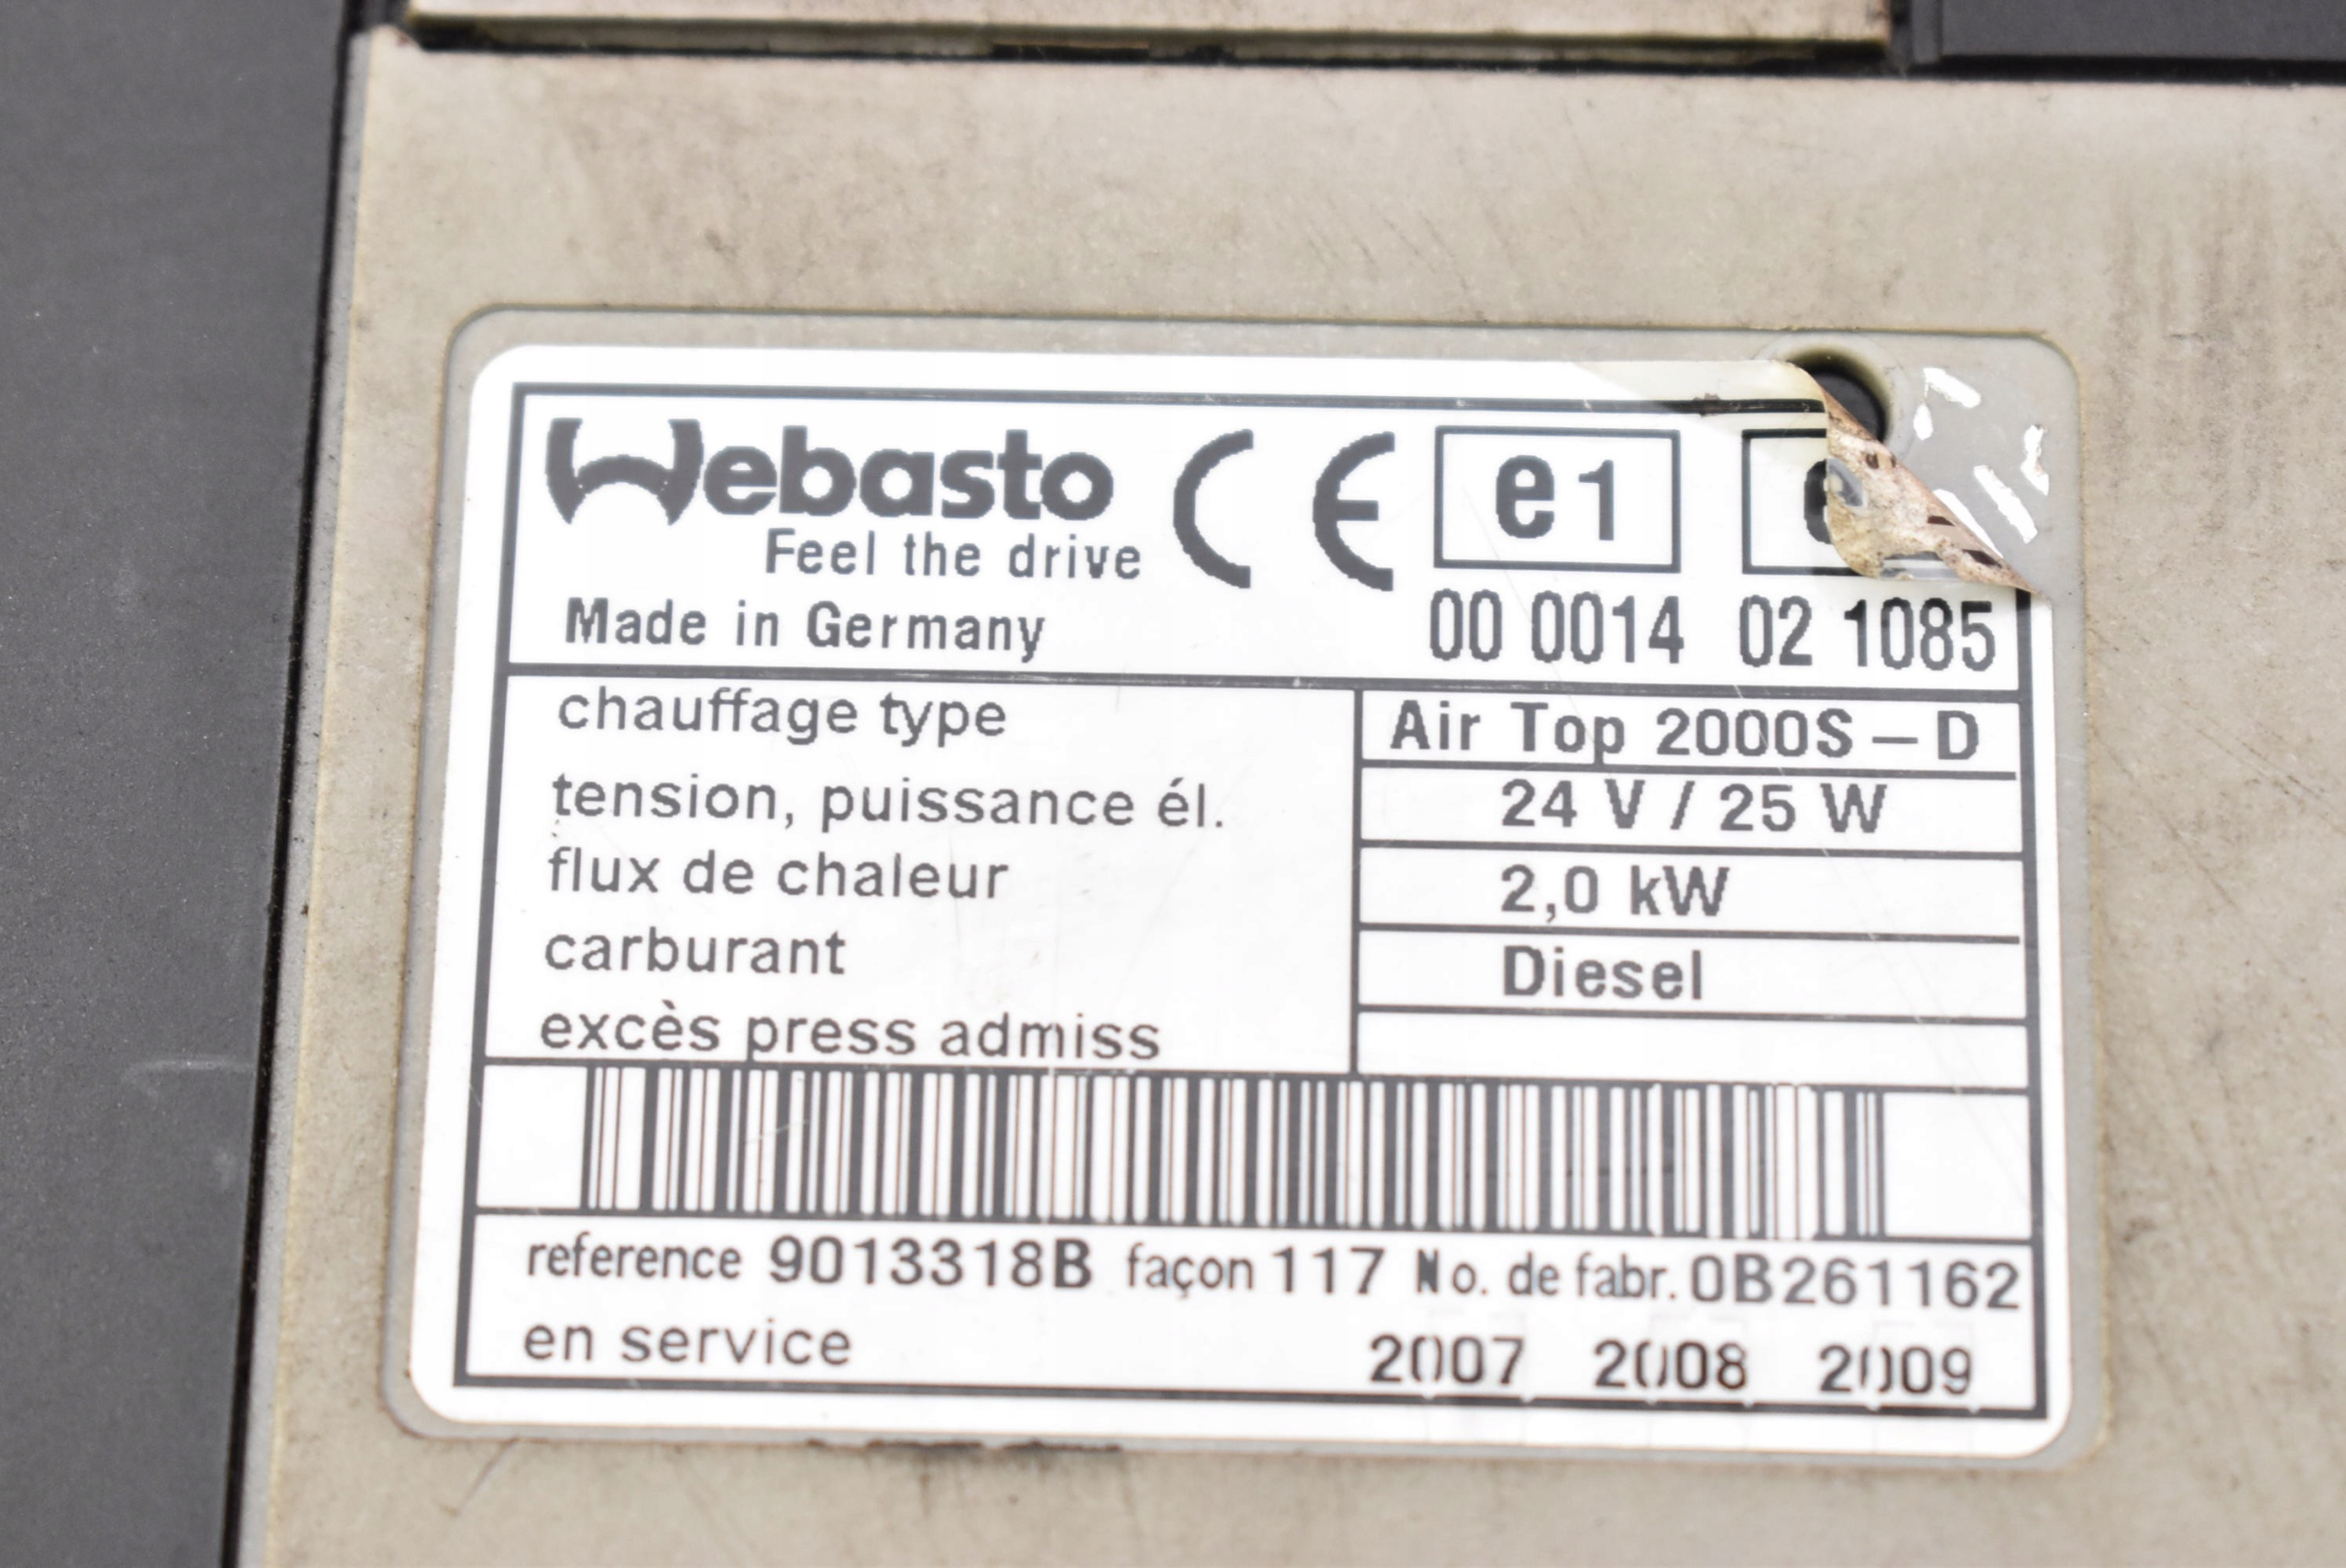 Webasto
Feel the drive
Made in Germany
CE
e1
e
00 0014 02 1085
chauffage type Air Top 2000S – D
tension, puissance él. 24 V / 25 W
flux de chaleur 2,0 kW
carburant Diesel
excès press admiss
reference 9013318B façon 117 No. de fabr. 0B261162
en service 2007 2008 2009